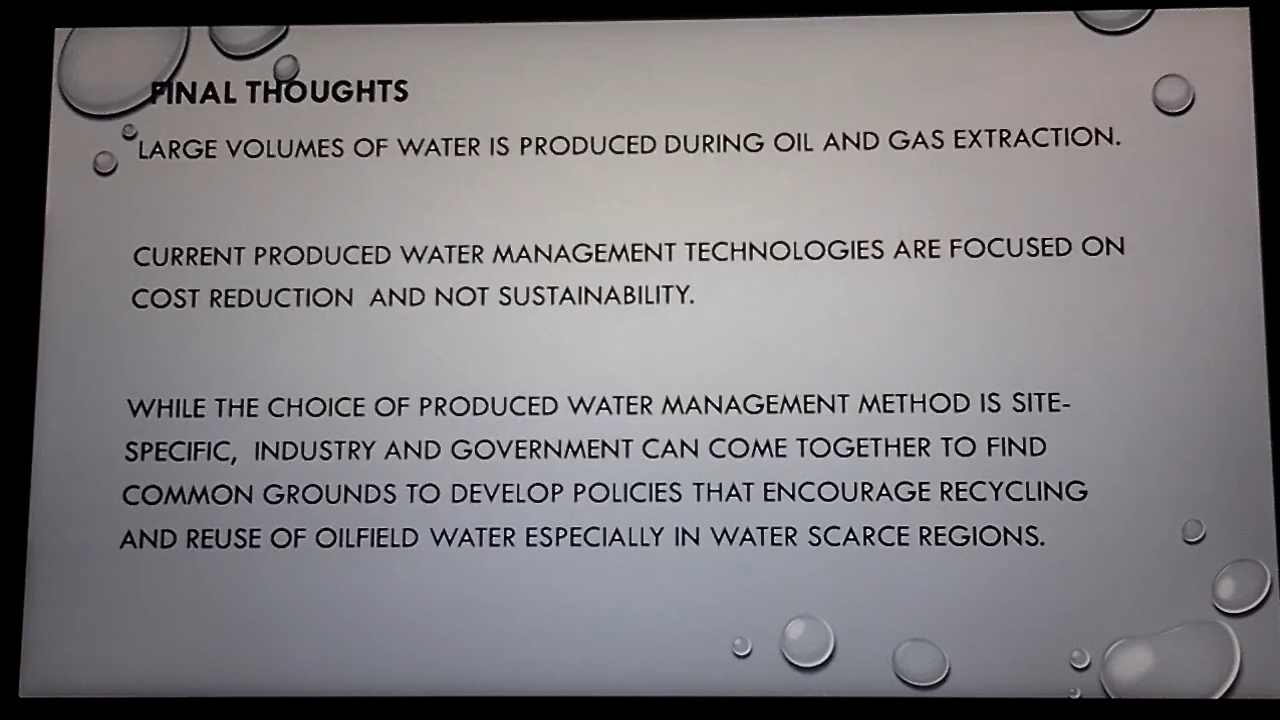 FINAL THOUGHTS
LARGE VOLUMES OF WATER IS PRODUCED DURING OIL AND GAS EXTRACTION.
CURRENT PRODUCED WATER MANAGEMENT TECHNOLOGIES ARE FOCUSED ON
COST REDUCTION  AND NOT SUSTAINABILITY.
WHILE THE CHOICE OF PRODUCED WATER MANAGEMENT METHOD IS SITE-
SPECIFIC,  INDUSTRY AND GOVERNMENT CAN COME TOGETHER TO FIND
COMMON GROUNDS TO DEVELOP POLICIES THAT ENCOURAGE RECYCLING
AND REUSE OF OILFIELD  WATER ESPECIALLY IN WATER SCARCE REGIONS.